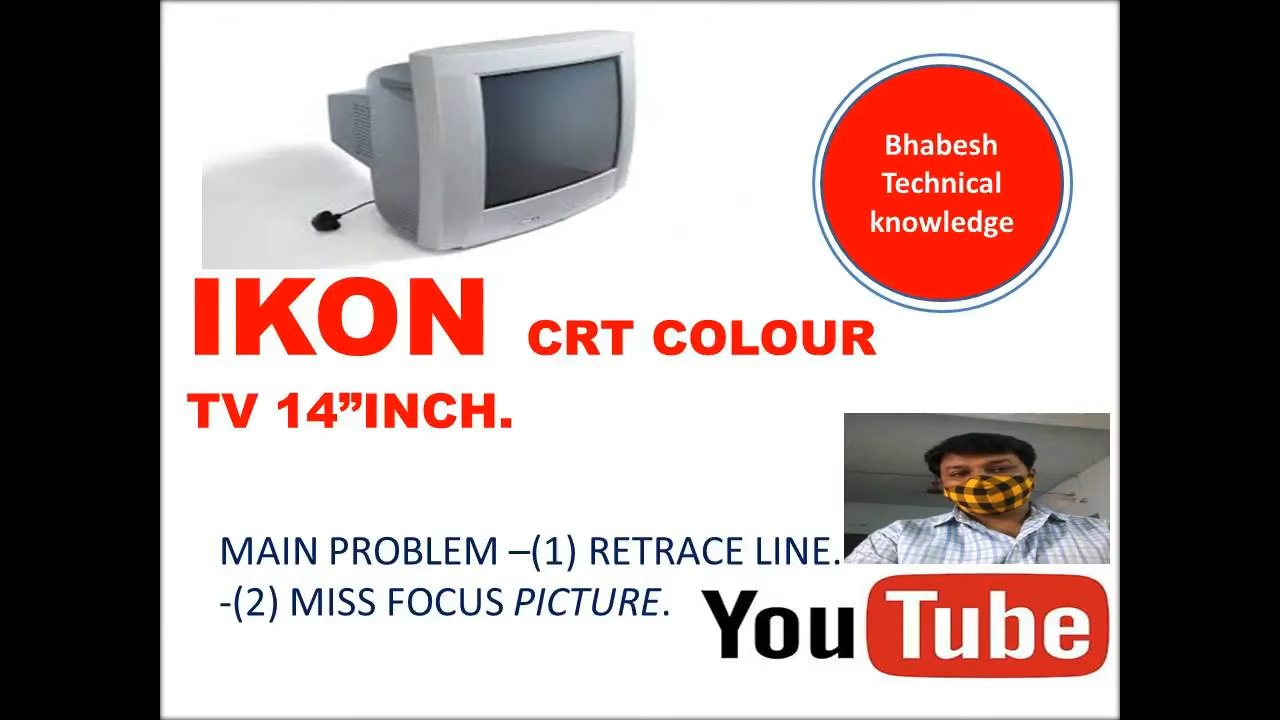 Bhabesh
Technical
knowledge
IKON CRT COLOUR
TV 14”INCH.
MAIN PROBLEM –(1) RETRACE LINE.
-(2) MISS FOCUS PICTURE.
YouTube